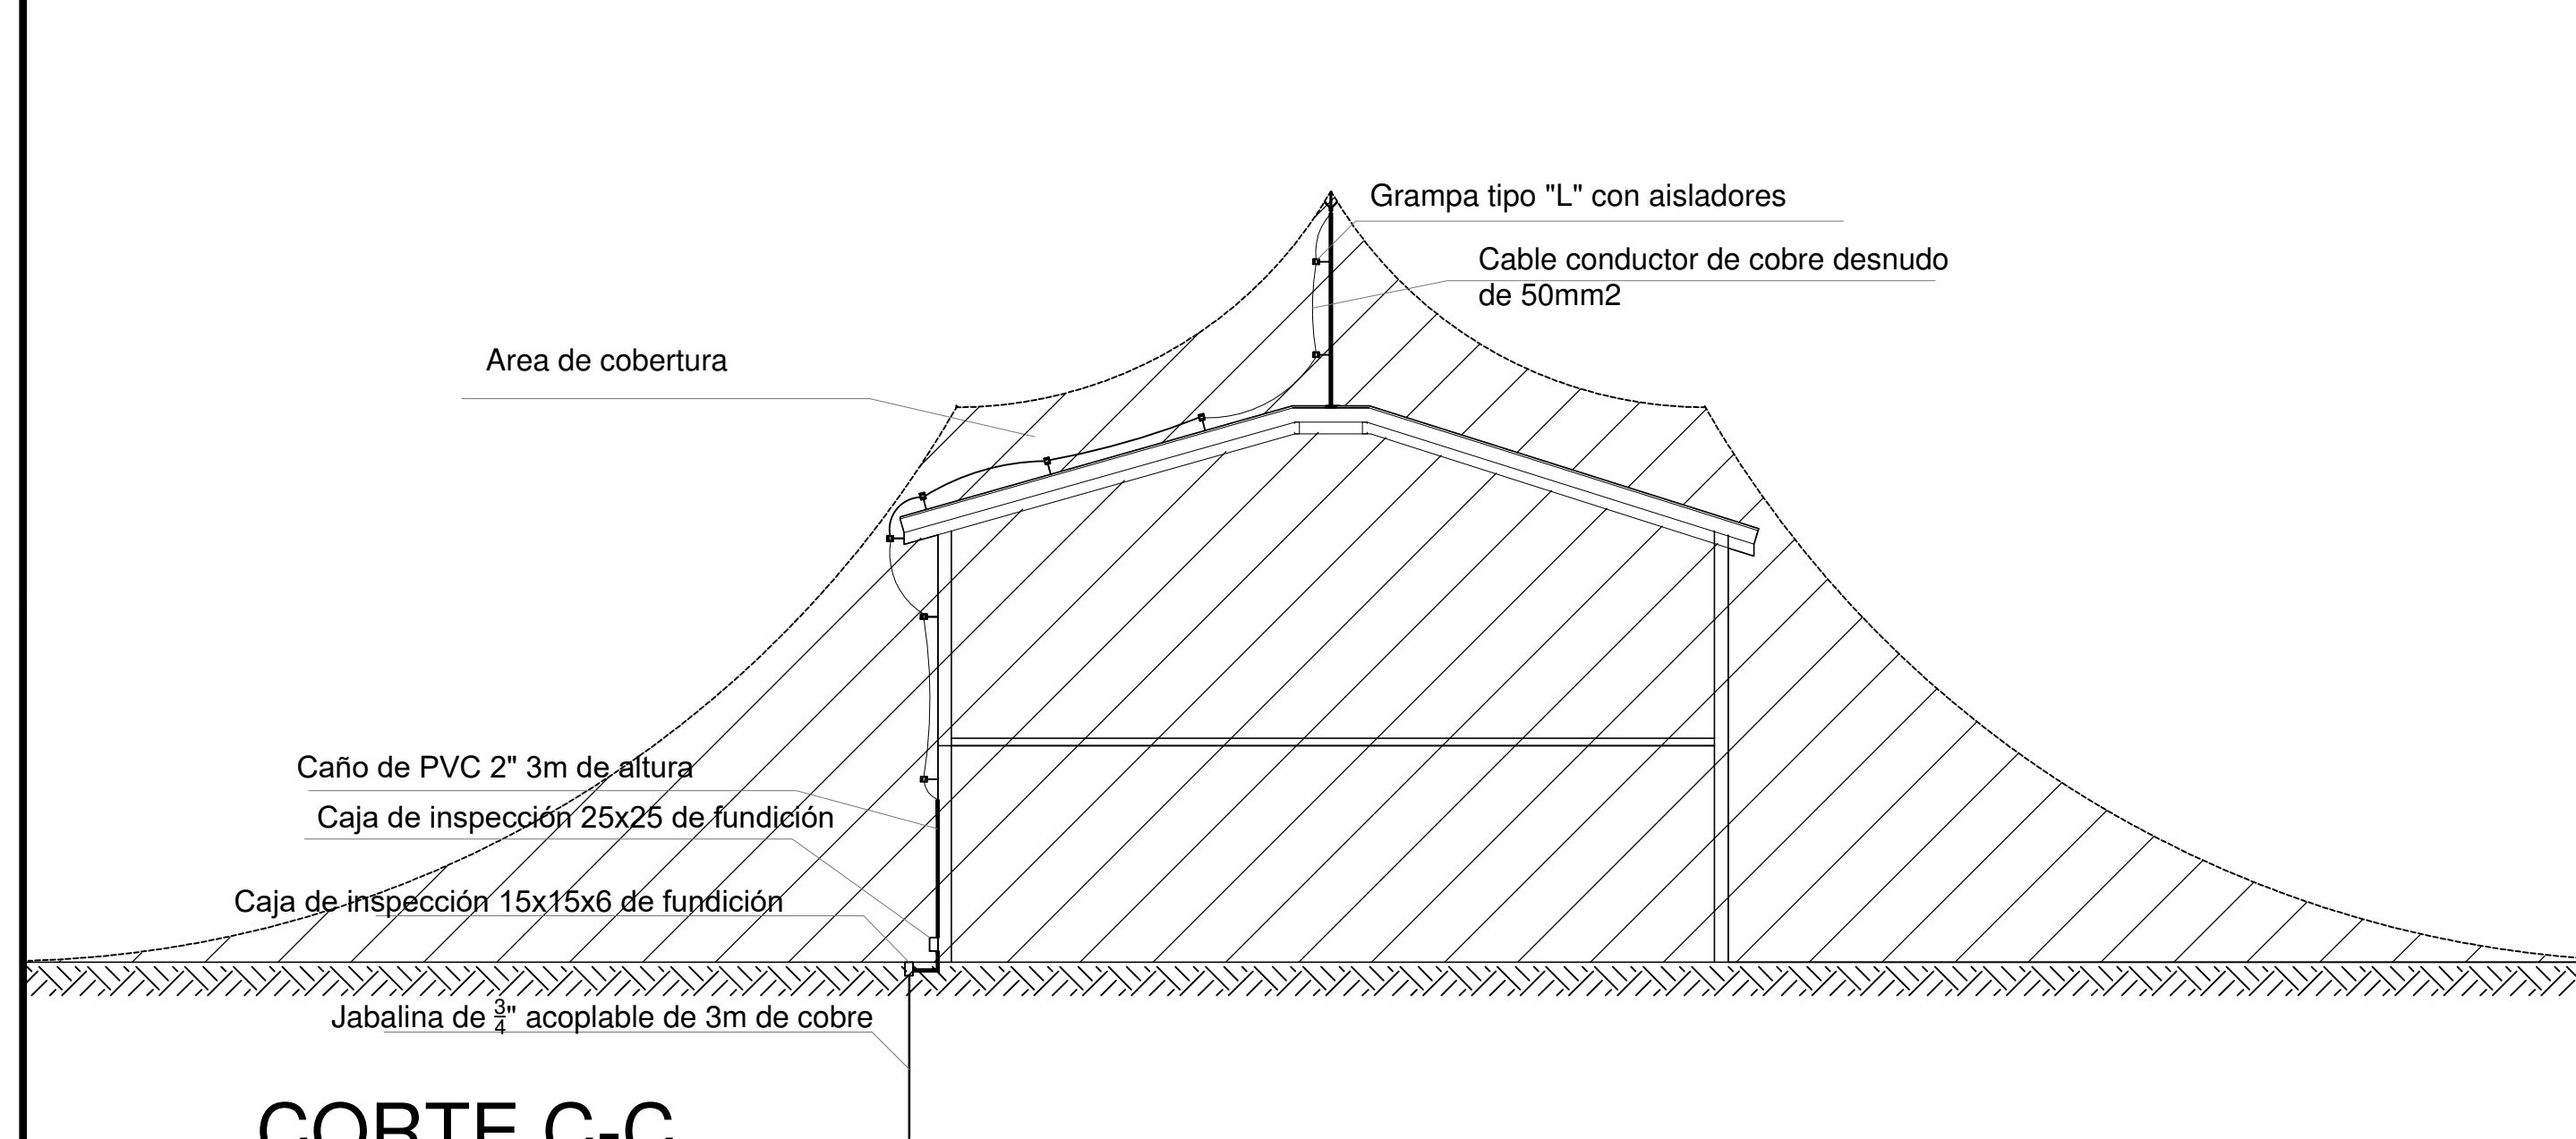 Grampa tipo "L" con aisladores
Cable conductor de cobre desnudo
de 50mm2
Area de cobertura
Caño de PVC 2" 3m de altura
Caja de inspección 25x25 de fundición
Caja de inspección 15x15x6 de fundición
Jabalina de 3/4" acoplable de 3m de cobre
CORTE C-C